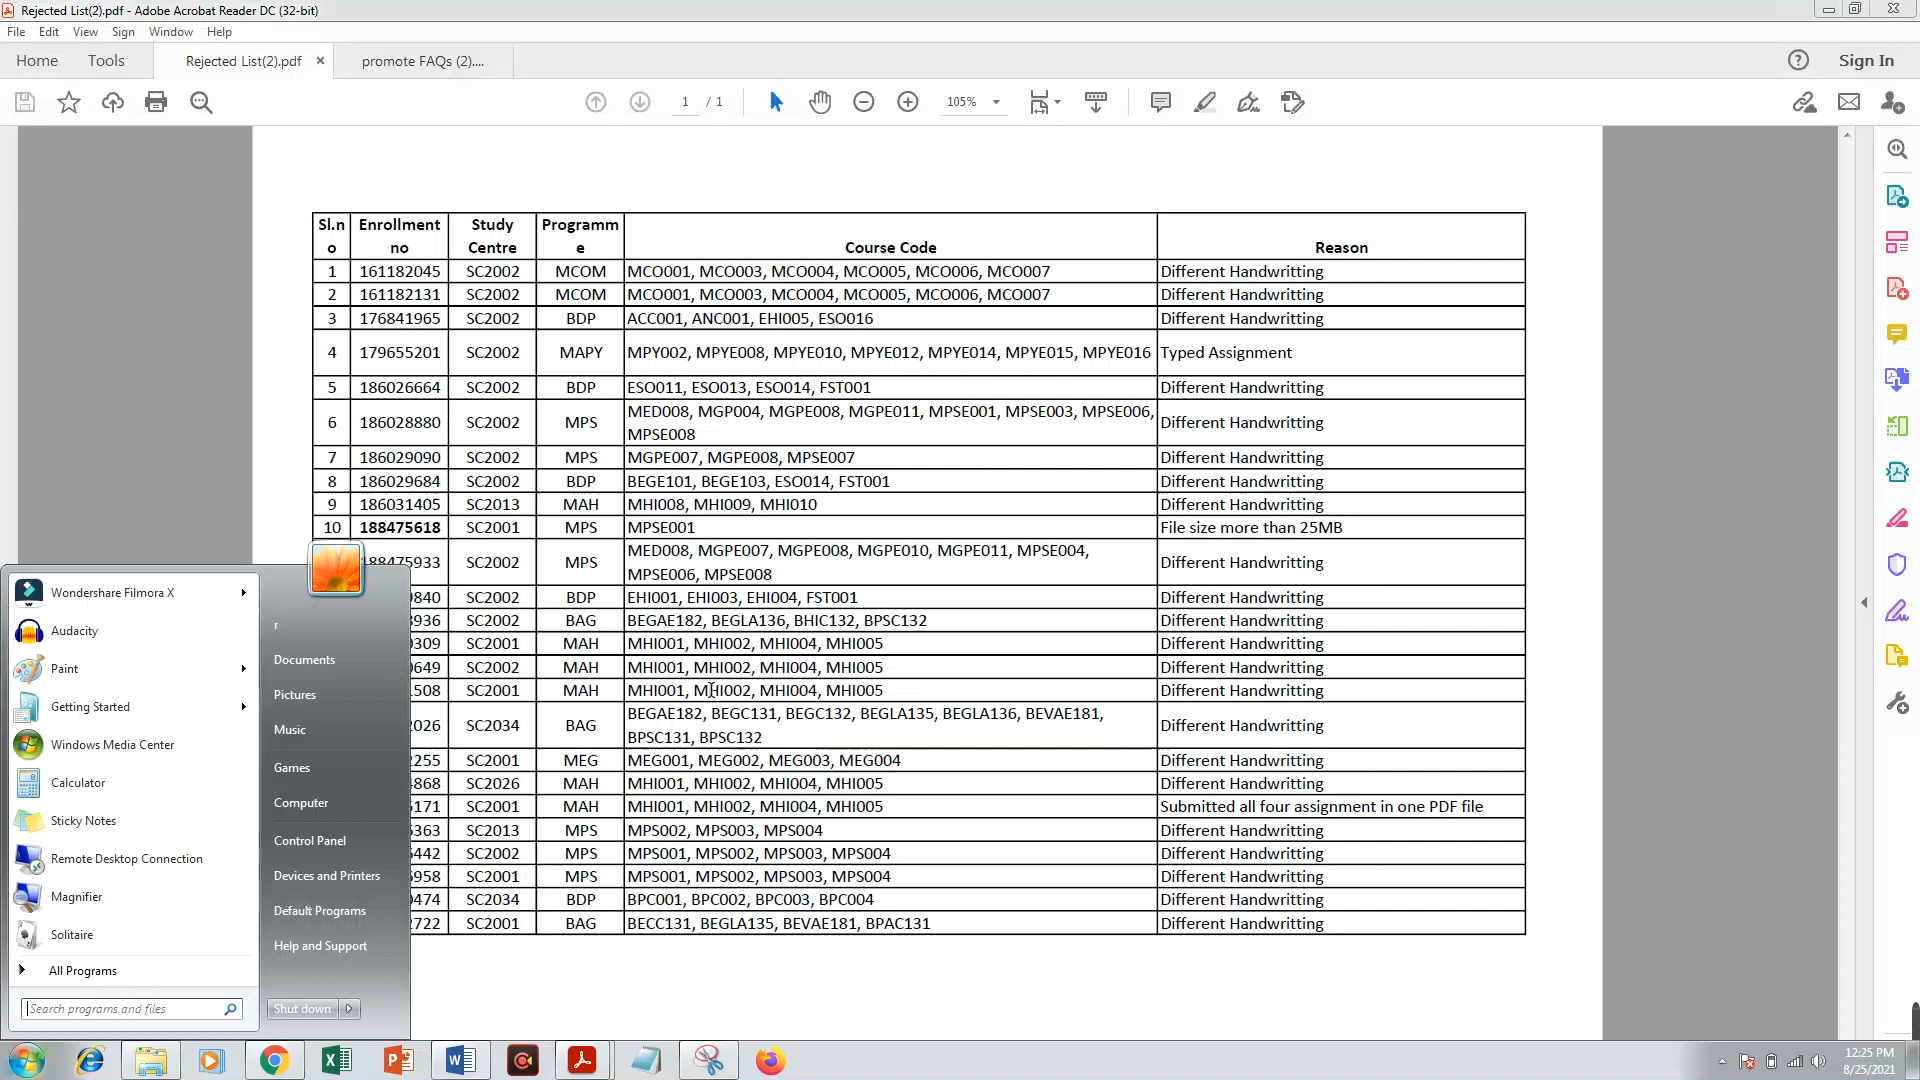 Rejected List(2).pdf - Adobe Acrobat Reader DC (32-bit)
File Edit View Sign Window Help
Home Tools Rejected List(2).pdf × promote FAQs (2).... Sign In
1 / 1 105%
Sl.no Enrollment no Study Centre Programme Course Code Reason
1 161182045 SC2002 MCOM MCO001, MCO003, MCO004, MCO005, MCO006, MCO007 Different Handwritting
2 161182131 SC2002 MCOM MCO001, MCO003, MCO004, MCO005, MCO006, MCO007 Different Handwritting
3 176841965 SC2002 BDP ACC001, ANC001, EHI005, ESO016 Different Handwritting
4 179655201 SC2002 MAPY MPY002, MPYE008, MPYE010, MPYE012, MPYE014, MPYE015, MPYE016 Typed Assignment
5 186026664 SC2002 BDP ESO011, ESO013, ESO014, FST001 Different Handwritting
6 186028880 SC2002 MPS MED008, MGP004, MGPE008, MGPE011, MPSE001, MPSE003, MPSE006,
MPSE008 Different Handwritting
7 186029090 SC2002 MPS MGPE007, MGPE008, MPSE007 Different Handwritting
8 186029684 SC2002 BDP BEGE101, BEGE103, ESO014, FST001 Different Handwritting
9 186031405 SC2013 MAH MHI008, MHI009, MHI010 Different Handwritting
10 188475618 SC2001 MPS MPSE001 File size more than 25MB
188475933 SC2002 MPS MED008, MGPE007, MGPE008, MGPE010, MGPE011, MPSE004,
MPSE006, MPSE008 Different Handwritting
840 SC2002 BDP EHI001, EHI003, EHI004, FST001 Different Handwritting
936 SC2002 BAG BEGAE182, BEGLA136, BHIC132, BPSC132 Different Handwritting
309 SC2001 MAH MHI001, MHI002, MHI004, MHI005 Different Handwritting
649 SC2002 MAH MHI001, MHI002, MHI004, MHI005 Different Handwritting
508 SC2001 MAH MHI001, MHI002, MHI004, MHI005 Different Handwritting
2026 SC2034 BAG BEGAE182, BEGC131, BEGC132, BEGLA135, BEGLA136, BEVAE181,
BPSC131, BPSC132 Different Handwritting
2255 SC2001 MEG MEG001, MEG002, MEG003, MEG004 Different Handwritting
868 SC2026 MAH MHI001, MHI002, MHI004, MHI005 Different Handwritting
171 SC2001 MAH MHI001, MHI002, MHI004, MHI005 Submitted all four assignment in one PDF file
363 SC2013 MPS MPS002, MPS003, MPS004 Different Handwritting
442 SC2002 MPS MPS001, MPS002, MPS003, MPS004 Different Handwritting
958 SC2001 MPS MPS001, MPS002, MPS003, MPS004 Different Handwritting
474 SC2034 BDP BPC001, BPC002, BPC003, BPC004 Different Handwritting
2722 SC2001 BAG BECC131, BEGLA135, BEVAE181, BPAC131 Different Handwritting
Wondershare Filmora X
Audacity
Paint
Getting Started
Windows Media Center
Calculator
Sticky Notes
Remote Desktop Connection
Magnifier
Solitaire
All Programs
Search programs and files
r
Documents
Pictures
Music
Games
Computer
Control Panel
Devices and Printers
Default Programs
Help and Support
Shut down
12:25 PM
8/25/2021